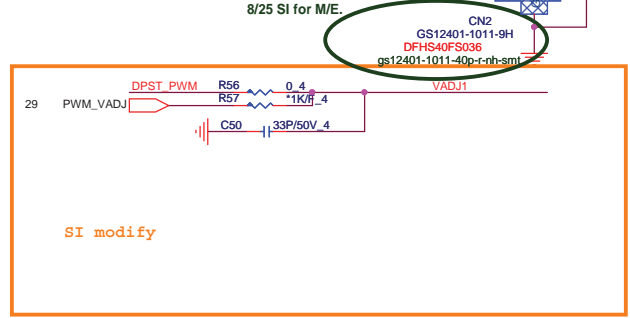 8/25 SI for M/E.
CN2
GS12401-1011-9H
DFHS40FS036
gs12401-1011-40p-r-nh-smt
DPST_PWM R56 0_4 VADJ1
29 PWM_VADJ R57 *1K/F_4
C50 33P/50V_4
SI modify